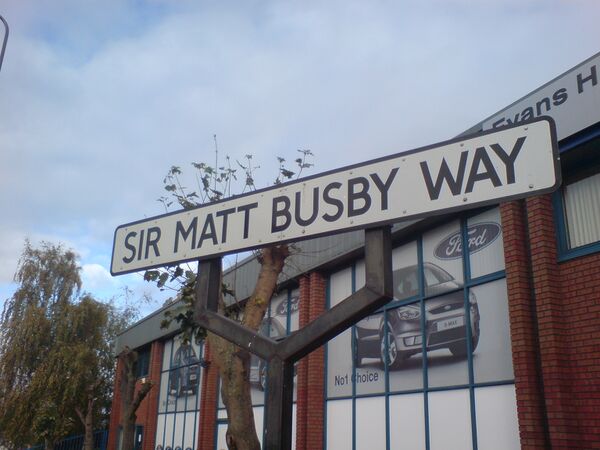 Evans H
SIR MATT BUSBY WAY
Ford
No1 Choice